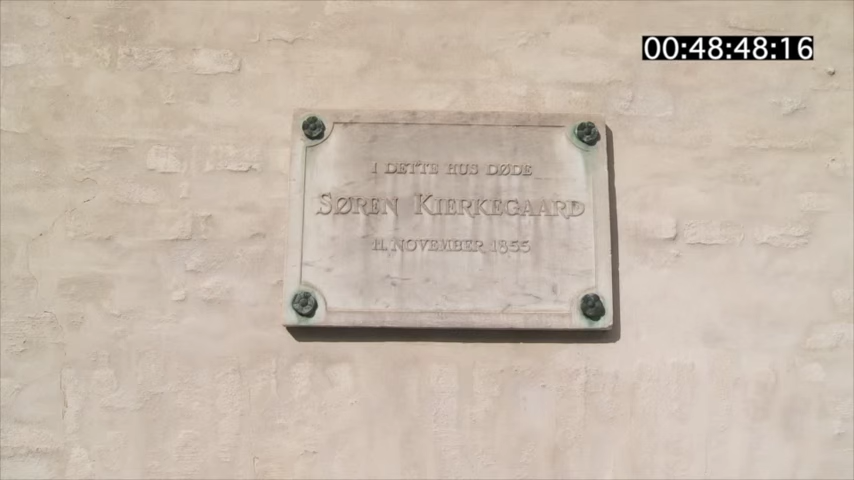 00:48:48:16
I DETTE HUS DØDE
SØREN KIERKEGAARD
11. NOVEMBER 1855